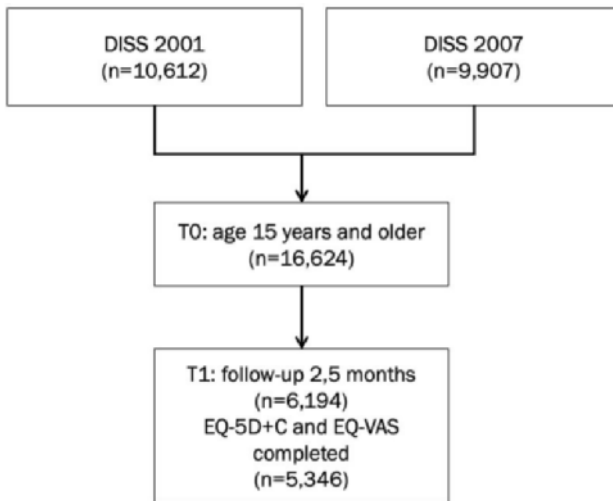 DISS 2001
(n=10,612)
DISS 2007
(n=9,907)
T0: age 15 years and older
(n=16,624)
T1: follow-up 2,5 months
(n=6,194)
EQ-5D+C and EQ-VAS
completed
(n=5,346)